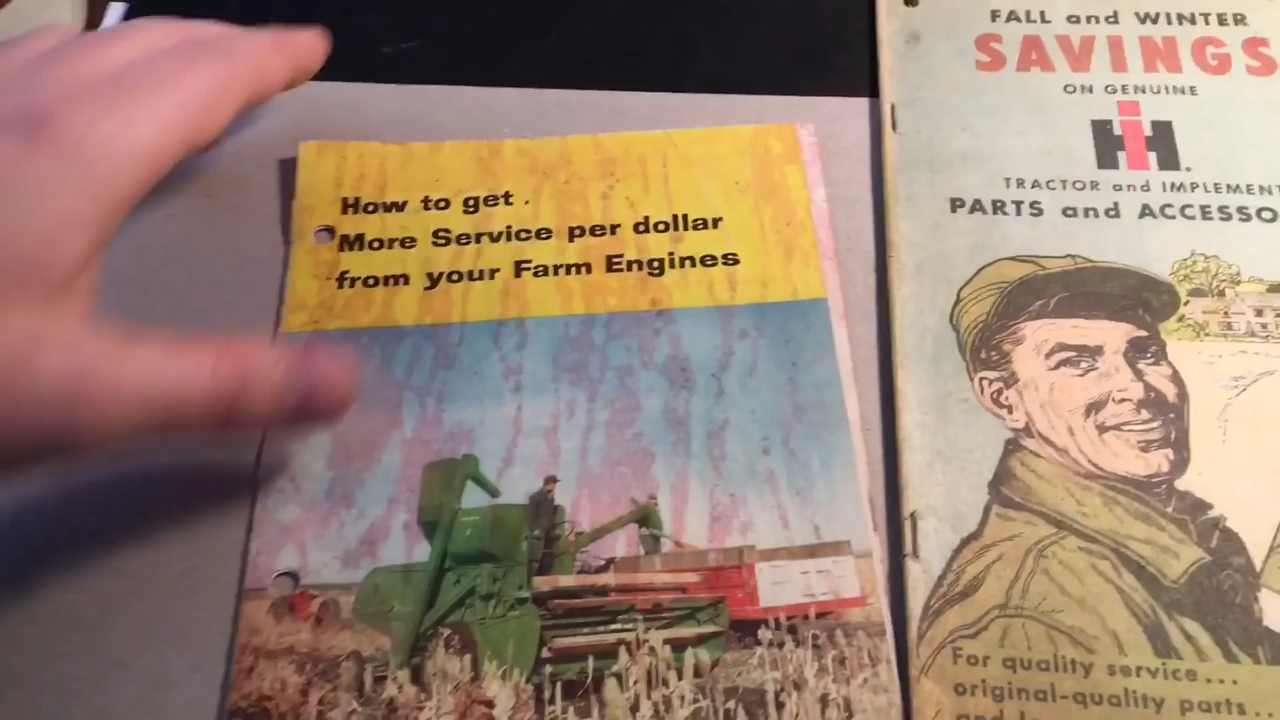 How to get
More Service per dollar
from your Farm Engines
FALL and WINTER
SAVINGS
ON GENUINE
IH
TRACTOR and IMPLEMENT
PARTS and ACCESSO
For quality service...
original-quality parts...